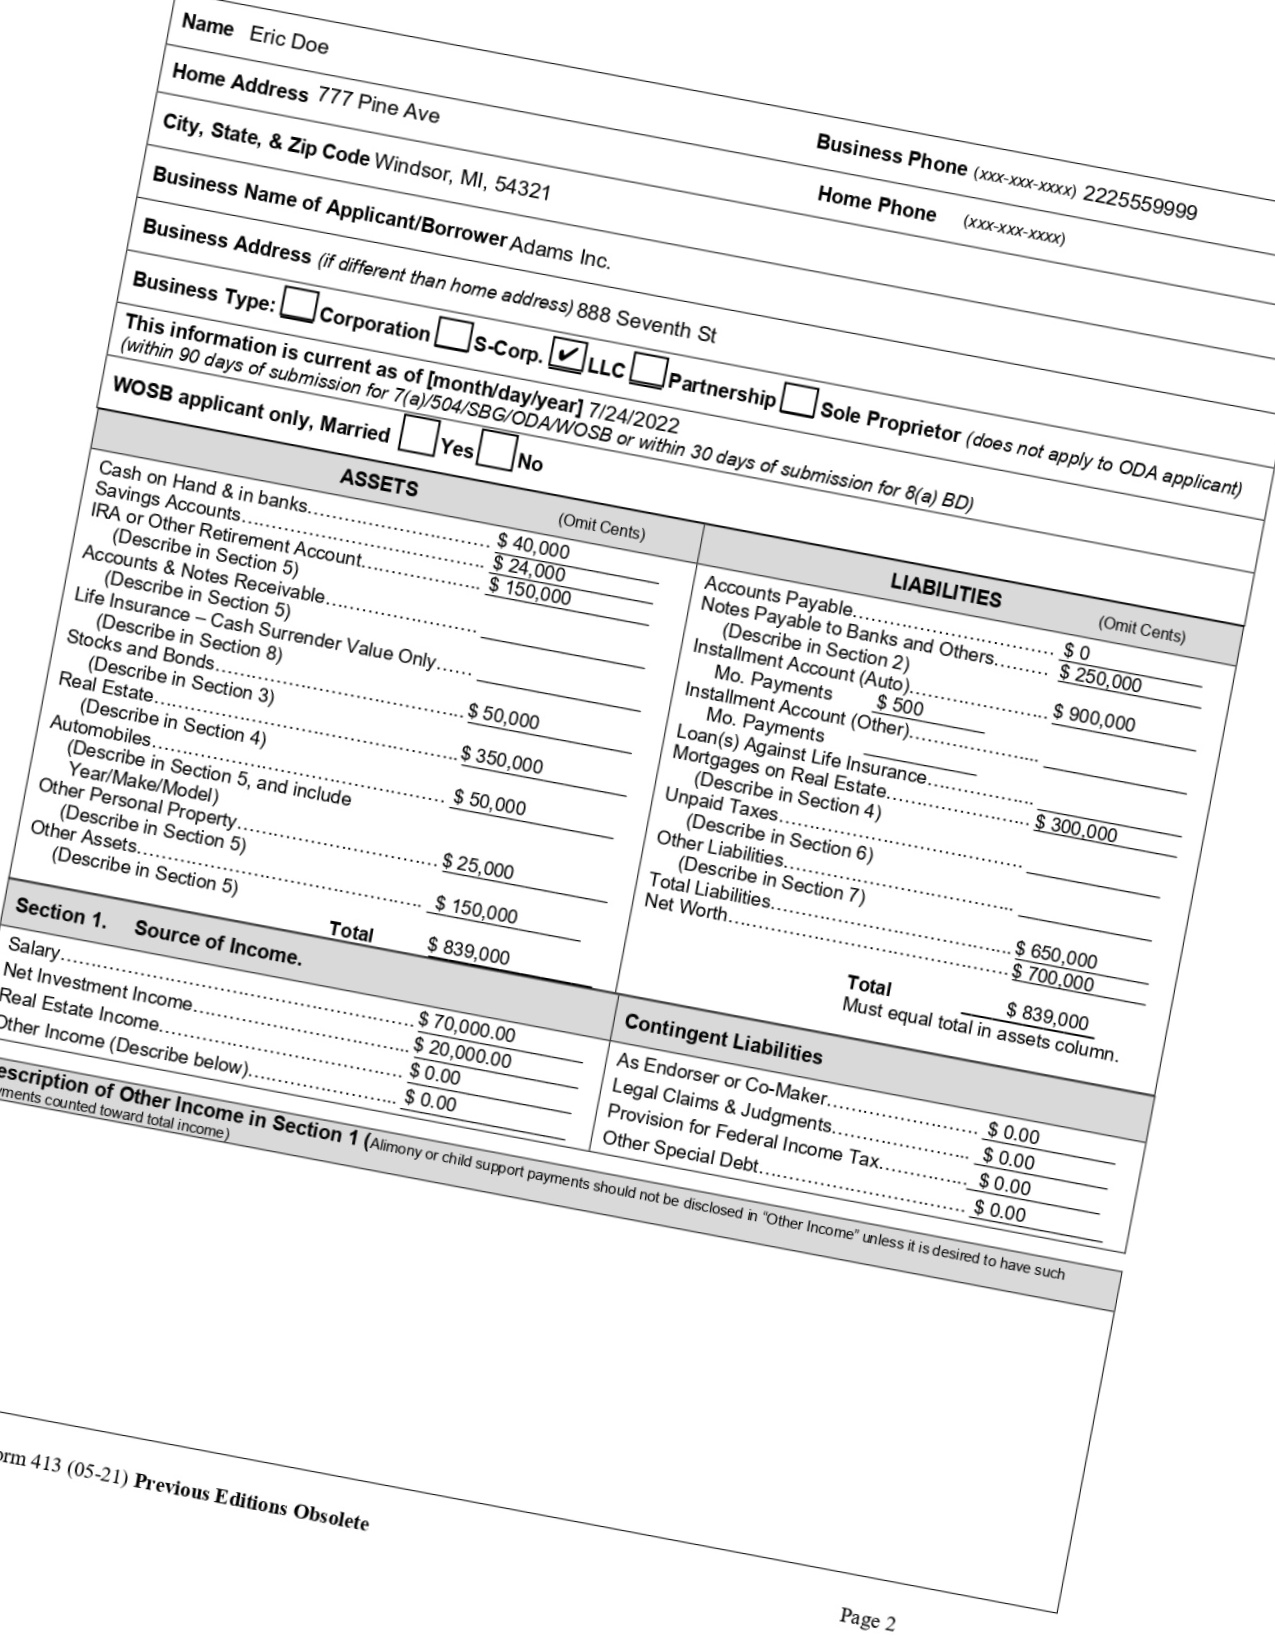 Name Eric Doe
Home Address 777 Pine Ave
Business Phone (xxx-xxx-xxxx) 2225559999
City, State, & Zip Code Windsor, MI, 54321
Home Phone (xxx-xxx-xxxx)
Business Name of Applicant/Borrower Adams Inc.
Business Address (if different than home address) 888 Seventh St
Business Type: Corporation S-Corp. ✔ LLC Partnership Sole Proprietor (does not apply to ODA applicant)
This information is current as of [month/day/year] 7/24/2022
(within 90 days of submission for 7(a)/504/SBG/ODA/WOSB or within 30 days of submission for 8(a) BD)
WOSB applicant only, Married Yes No
ASSETS (Omit Cents)
Cash on Hand & in banks $ 40,000
Savings Accounts $ 24,000
IRA or Other Retirement Account $ 150,000
(Describe in Section 5)
Accounts & Notes Receivable
(Describe in Section 5)
Life Insurance – Cash Surrender Value Only
(Describe in Section 8)
Stocks and Bonds $ 50,000
(Describe in Section 3)
Real Estate $ 350,000
(Describe in Section 4)
Automobiles $ 50,000
(Describe in Section 5, and include
Year/Make/Model)
Other Personal Property $ 25,000
(Describe in Section 5)
Other Assets $ 150,000
(Describe in Section 5)
Total $ 839,000
LIABILITIES (Omit Cents)
Accounts Payable $ 0
Notes Payable to Banks and Others $ 250,000
(Describe in Section 2)
Installment Account (Auto) $ 900,000
Mo. Payments $ 500
Installment Account (Other)
Mo. Payments
Loan(s) Against Life Insurance
Mortgages on Real Estate $ 300,000
(Describe in Section 4)
Unpaid Taxes
(Describe in Section 6)
Other Liabilities
(Describe in Section 7)
Total Liabilities $ 650,000
Net Worth $ 700,000
Total $ 839,000
Must equal total in assets column.
Section 1. Source of Income.
Salary $ 70,000.00
Net Investment Income $ 20,000.00
Real Estate Income $ 0.00
Other Income (Describe below) $ 0.00
Contingent Liabilities
As Endorser or Co-Maker $ 0.00
Legal Claims & Judgments $ 0.00
Provision for Federal Income Tax $ 0.00
Other Special Debt $ 0.00
escription of Other Income in Section 1 (Alimony or child support payments should not be disclosed in “Other Income” unless it is desired to have such
yments counted toward total income)
orm 413 (05-21) Previous Editions Obsolete
Page 2